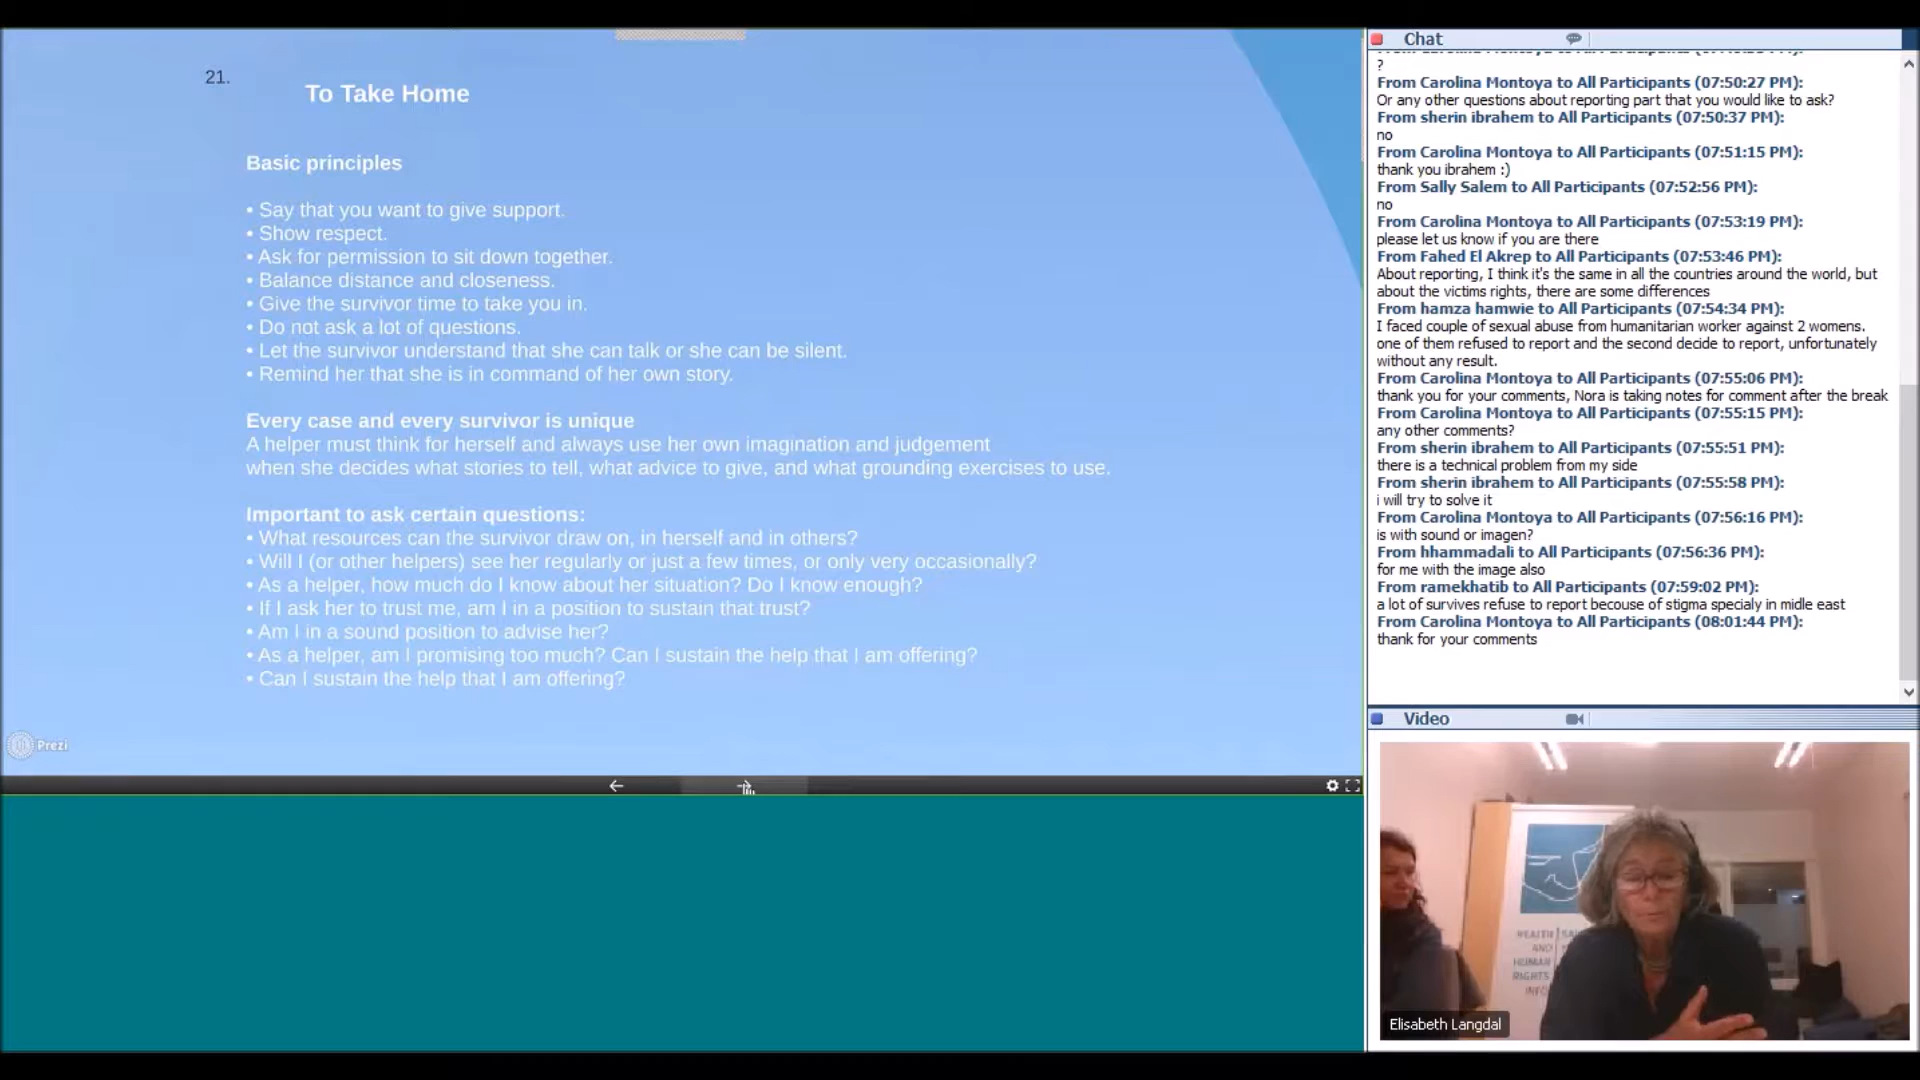 21.
To Take Home
Basic principles
• Say that you want to give support.
• Show respect.
• Ask for permission to sit down together.
• Balance distance and closeness.
• Give the survivor time to take you in.
• Do not ask a lot of questions.
• Let the survivor understand that she can talk or she can be silent.
• Remind her that she is in command of her own story.
Every case and every survivor is unique
A helper must think for herself and always use her own imagination and judgement
when she decides what stories to tell, what advice to give, and what grounding exercises to use.
Important to ask certain questions:
• What resources can the survivor draw on, in herself and in others?
• Will I (or other helpers) see her regularly or just a few times, or only very occasionally?
• As a helper, how much do I know about her situation? Do I know enough?
• If I ask her to trust me, am I in a position to sustain that trust?
• Am I in a sound position to advise her?
• As a helper, am I promising too much? Can I sustain the help that I am offering?
• Can I sustain the help that I am offering?
Prezi
Chat
?
From Carolina Montoya to All Participants (07:50:27 PM):
Or any other questions about reporting part that you would like to ask?
From sherin ibrahem to All Participants (07:50:37 PM):
no
From Carolina Montoya to All Participants (07:51:15 PM):
thank you ibrahem :)
From Sally Salem to All Participants (07:52:56 PM):
no
From Carolina Montoya to All Participants (07:53:19 PM):
please let us know if you are there
From Fahed El Akrep to All Participants (07:53:46 PM):
About reporting, I think it's the same in all the countries around the world, but
about the victims rights, there are some differences
From hamza hamwie to All Participants (07:54:34 PM):
I faced couple of sexual abuse from humanitarian worker against 2 womens.
one of them refused to report and the second decide to report, unfortunately
without any result.
From Carolina Montoya to All Participants (07:55:06 PM):
thank you for your comments, Nora is taking notes for comment after the break
From Carolina Montoya to All Participants (07:55:15 PM):
any other comments?
From sherin ibrahem to All Participants (07:55:51 PM):
there is a technical problem from my side
From sherin ibrahem to All Participants (07:55:58 PM):
i will try to solve it
From Carolina Montoya to All Participants (07:56:16 PM):
is with sound or imagen?
From hhammadali to All Participants (07:56:36 PM):
for me with the image also
From ramekhatib to All Participants (07:59:02 PM):
a lot of survives refuse to report becouse of stigma specialy in midle east
From Carolina Montoya to All Participants (08:01:44 PM):
thank for your comments
Video
HEALTH
AND
HUMAN
RIGHTS
INFO
Elisabeth Langdal